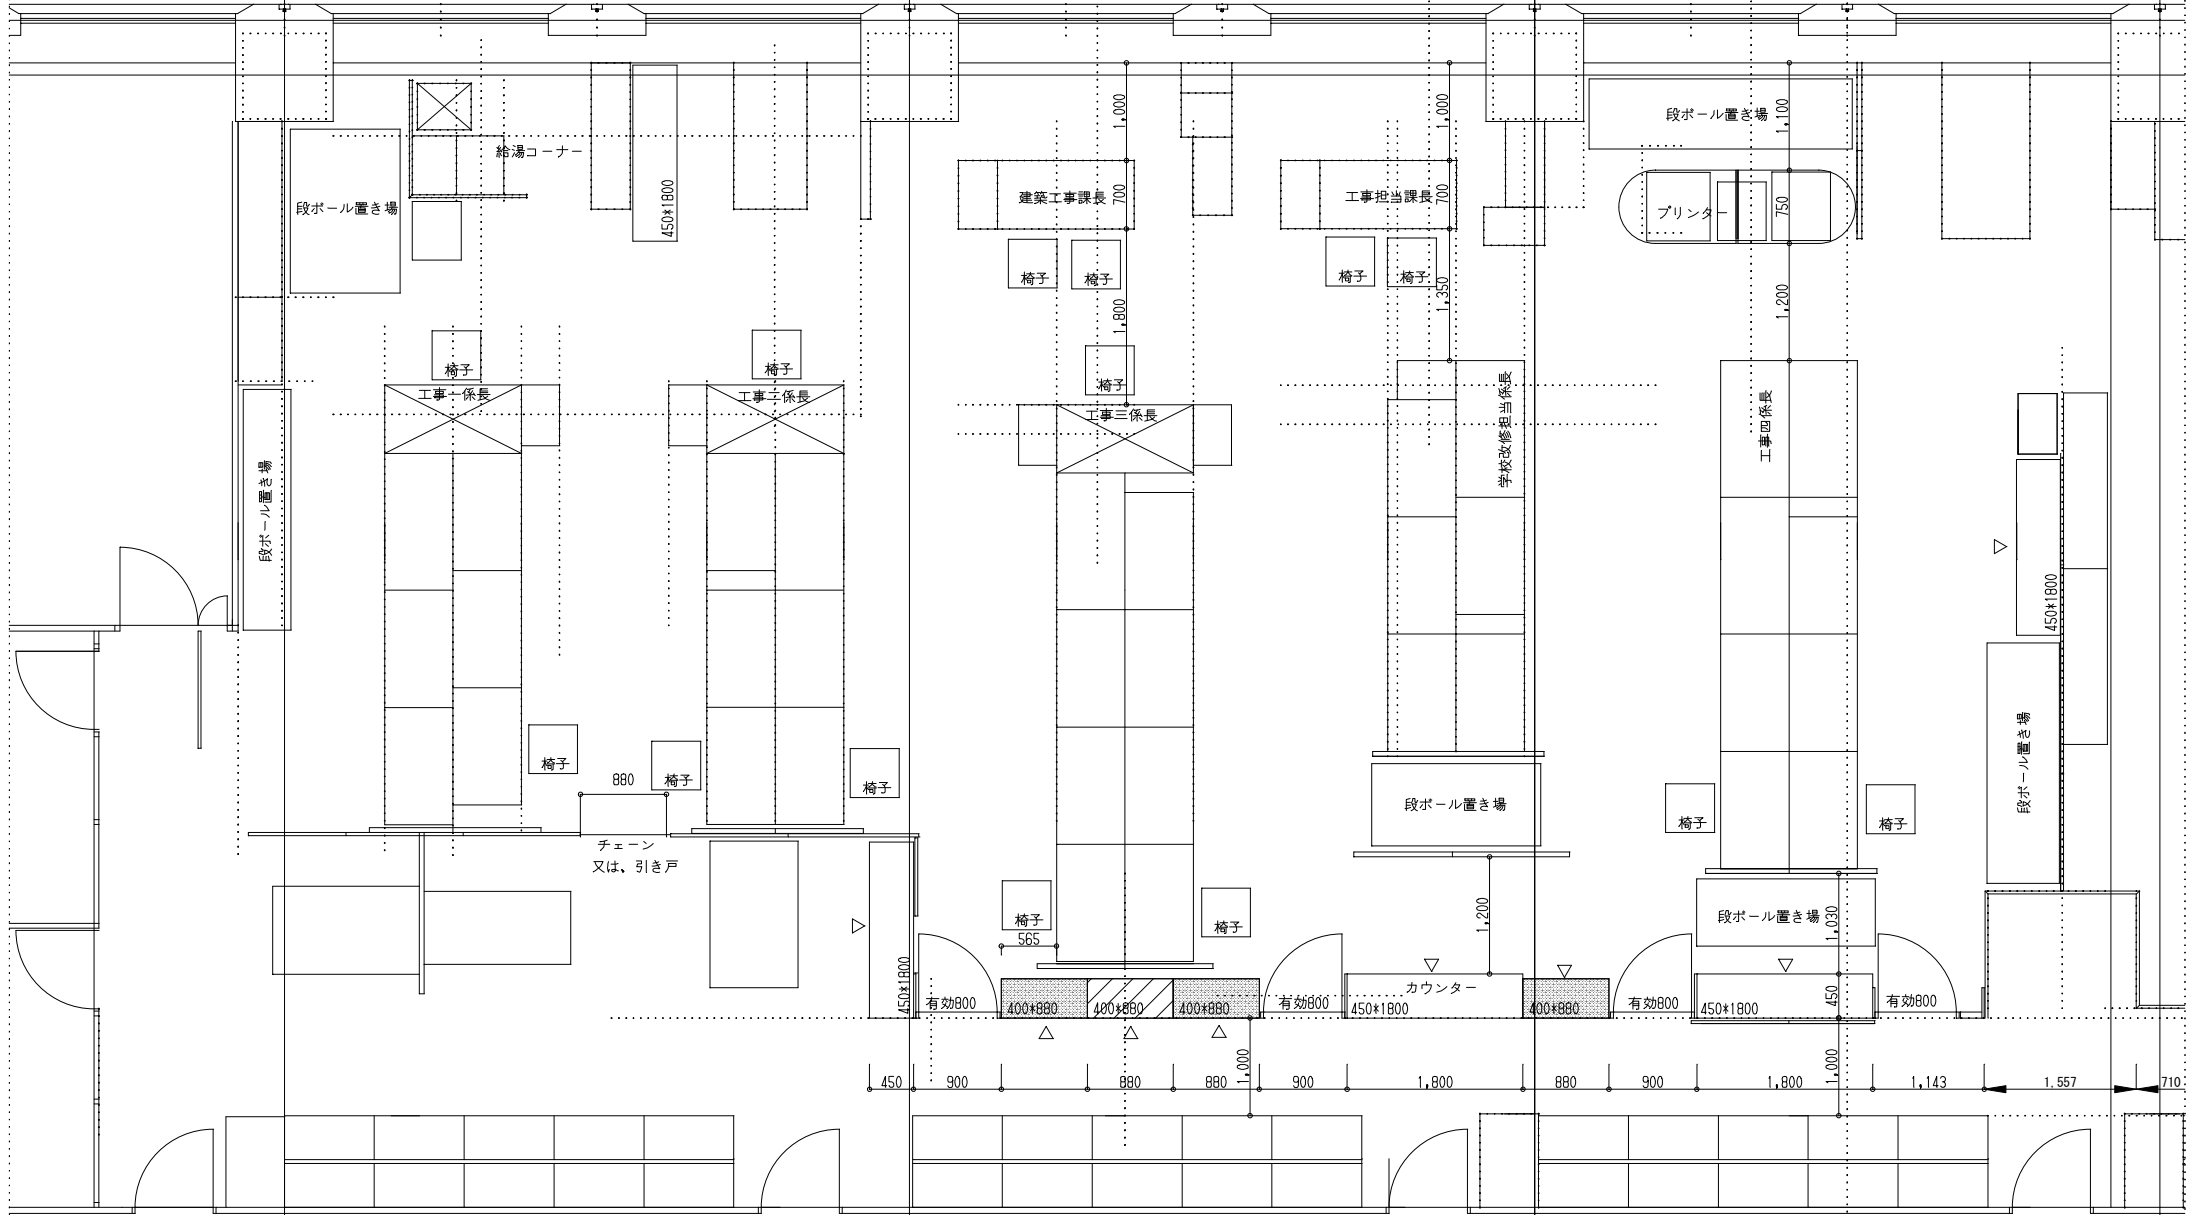 1,000
1,000
段ボール置き場
1,100
給湯コーナー
450*1800
段ボール置き場
建築工事課長
700
工事担当課長
700
プリンター
750
椅子
椅子
椅子
椅子
1,800
1,350
1,200
椅子
椅子
椅子
工事一係長
工事二係長
工事三係長
学校改修担当係長
工事四係長
段ボール置き場
450*1800
椅子
椅子
椅子
880
段ボール置き場
段ボール置き場
椅子
椅子
チェーン
又は、引き戸
椅子
椅子
565
1,200
段ボール置き場
1,030
450*1800
有効800
400*880
400*880
400*880
有効800
カウンター
450*1800
400*880
有効800
450*1800
450
有効800
1,000
1,000
450
900
880
880
900
1,800
880
900
1,800
1,143
1,557
710